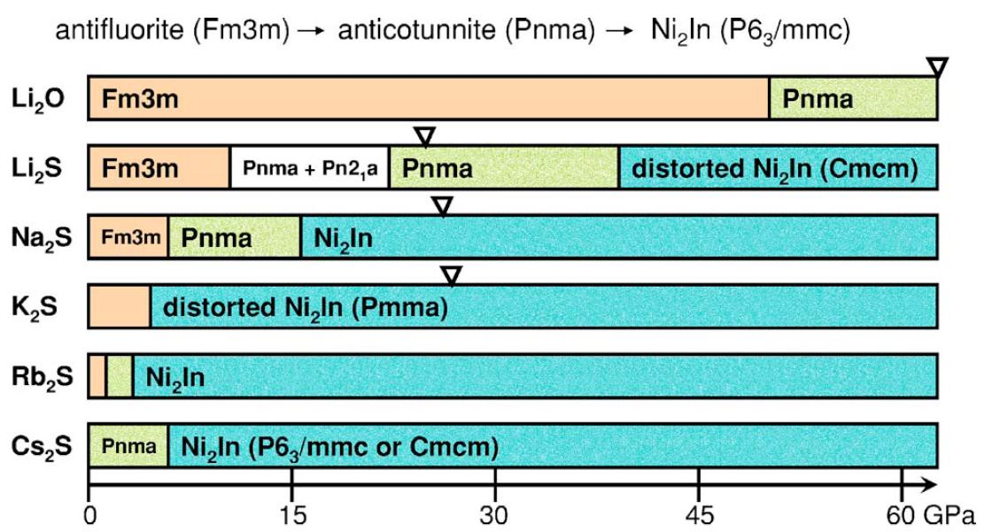 antifluorite (Fm3m) → anticotunnite (Pnma) → Ni₂In (P6₃/mmc)
Li₂O Fm3m Pnma
Li₂S Fm3m Pnma + Pn2₁a Pnma distorted Ni₂In (Cmcm)
Na₂S Fm3m Pnma Ni₂In
K₂S distorted Ni₂In (Pmma)
Rb₂S Ni₂In
Cs₂S Pnma Ni₂In (P6₃/mmc or Cmcm)
0 15 30 45 60 GPa